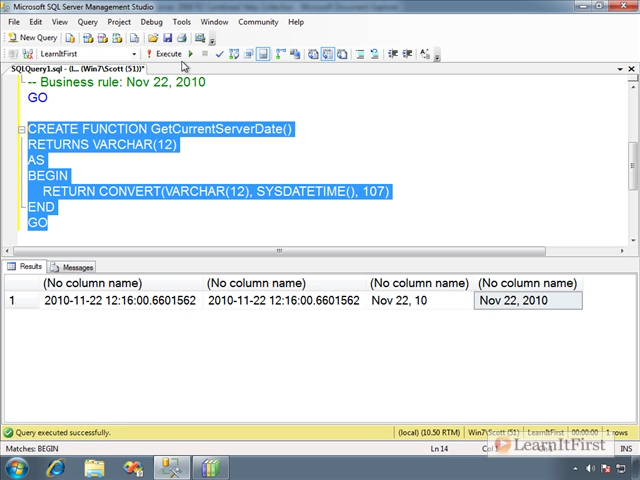 Microsoft SQL Server Management Studio
File Edit View Query Project Debug Tools Window Community Help
New Query
LearnItFirst Execute
SQLQuery1.sql - (l... (Win7\Scott (51))*
-- Business rule: Nov 22, 2010
GO
CREATE FUNCTION GetCurrentServerDate()
RETURNS VARCHAR(12)
AS
BEGIN
RETURN CONVERT(VARCHAR(12), SYSDATETIME(), 107)
END
GO
Results Messages
(No column name) (No column name) (No column name) (No column name)
1 2010-11-22 12:16:00.6601562 2010-11-22 12:16:00.6601562 Nov 22, 10 Nov 22, 2010
Query executed successfully. (local) (10.50 RTM) Win7\Scott (51) LearnItFirst 00:00:00 1 rows
Matches: BEGIN Ln 14 INS
LearnItFirst